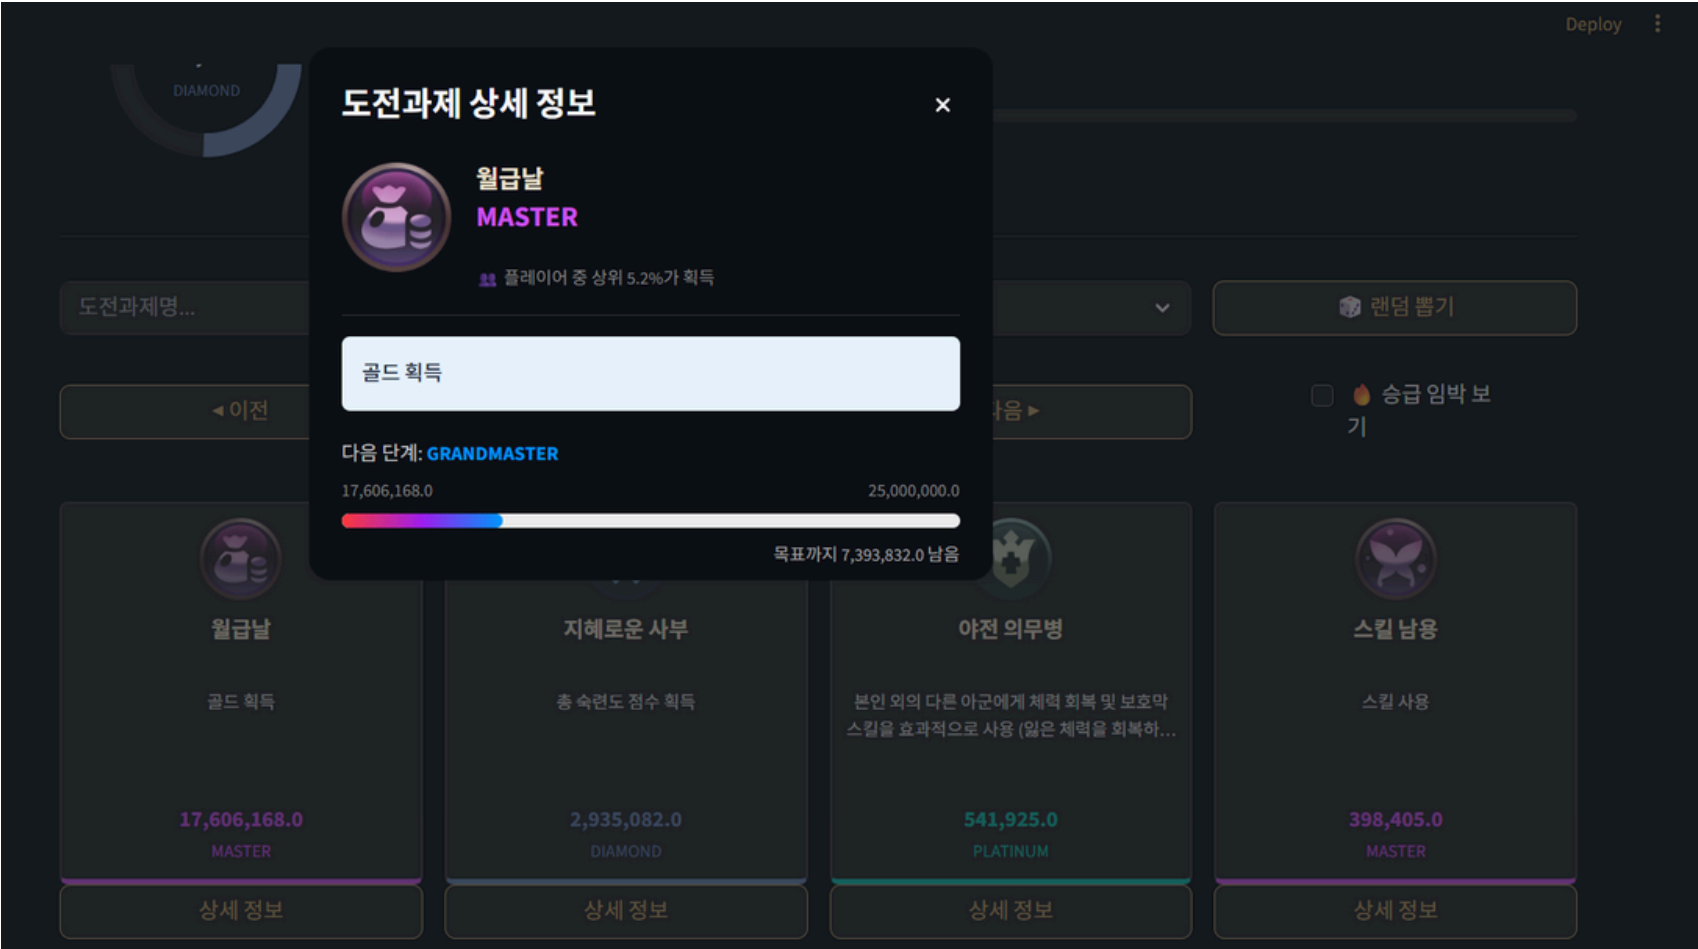 Deploy
DIAMOND
도전과제 상세 정보
월급날
MASTER
플레이어 중 상위 5.2%가 획득
도전과제명...
랜덤 뽑기
골드 획득
◀ 이전
다음 ▶
승급 임박 보
기
다음 단계: GRANDMASTER
17,606,168.0
25,000,000.0
목표까지 7,393,832.0 남음
월급날
지혜로운 사부
야전 의무병
스킬 남용
골드 획득
총 숙련도 점수 획득
본인 외의 다른 아군에게 체력 회복 및 보호막
스킬을 효과적으로 사용 (잃은 체력을 회복하...
스킬 사용
17,606,168.0
2,935,082.0
541,925.0
398,405.0
MASTER
DIAMOND
PLATINUM
MASTER
상세 정보
상세 정보
상세 정보
상세 정보